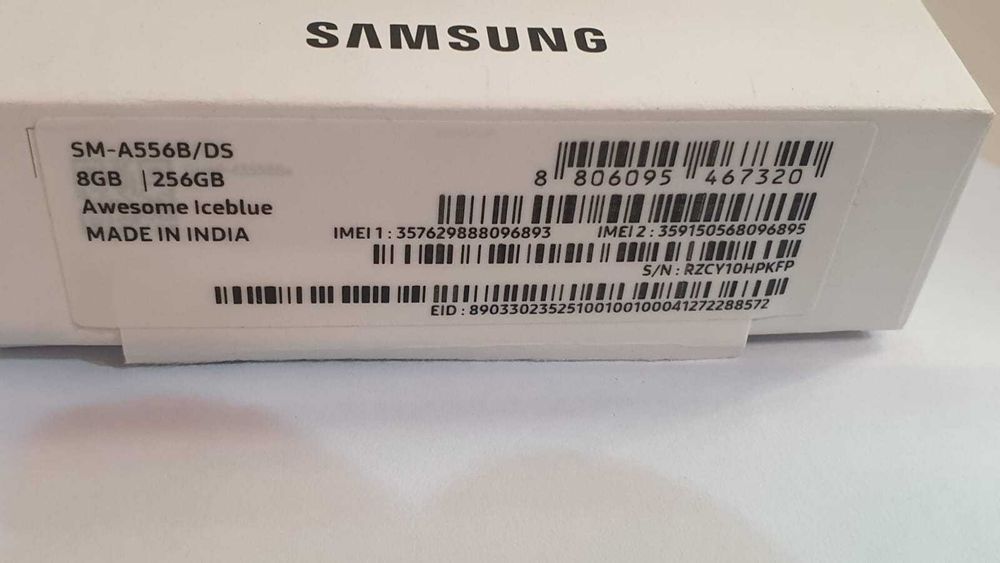 SAMSUNG
SM-A556B/DS
8GB | 256GB
Awesome Iceblue
MADE IN INDIA
8 806095 467320
IMEI 1 : 357629888096893 IMEI 2 : 359150568096895
S/N : RZCY10HPKFP
EID : 89033023525100100100041272288572